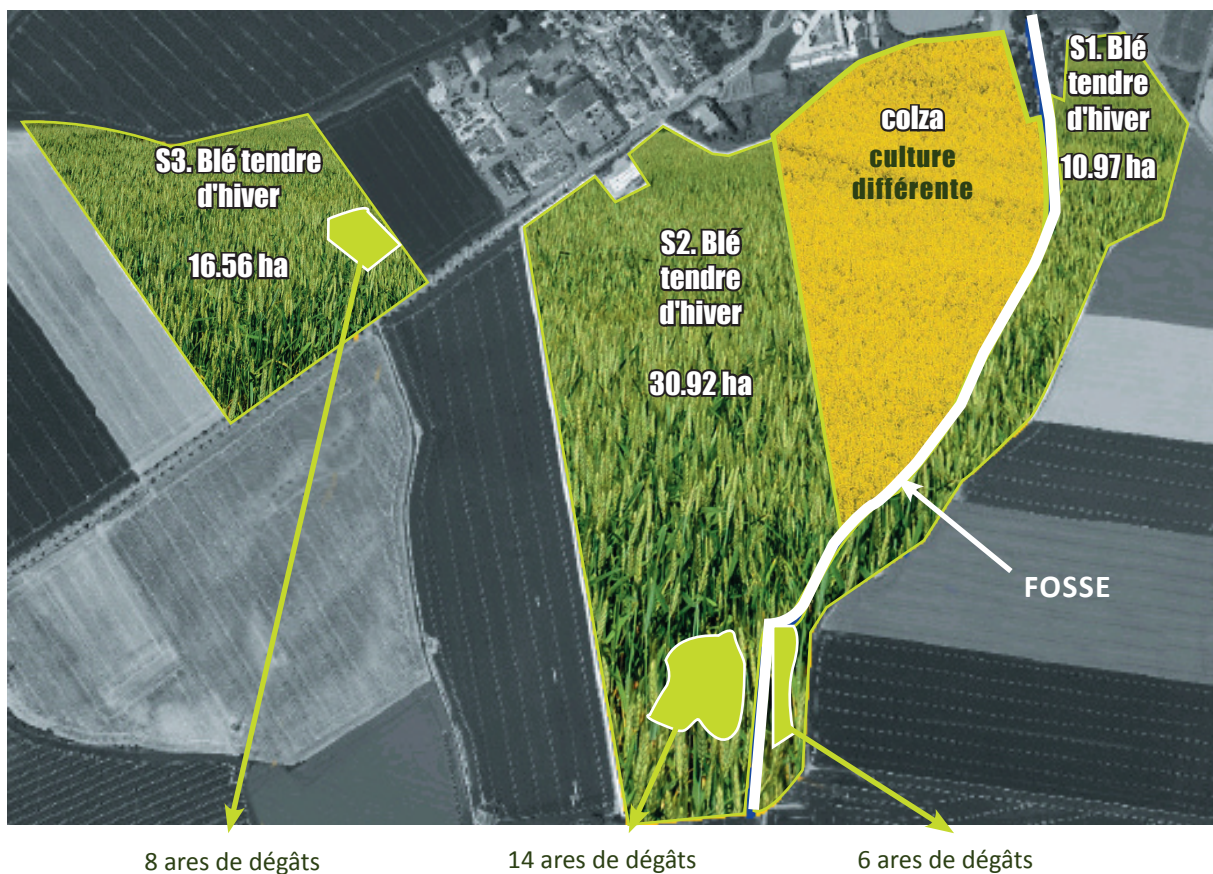 S3. Blé tendre
d'hiver
16.56 ha
S2. Blé
tendre
d'hiver
30.92 ha
colza
culture
différente
S1. Blé
tendre
d'hiver
10.97 ha
FOSSE
8 ares de dégâts
14 ares de dégâts
6 ares de dégâts